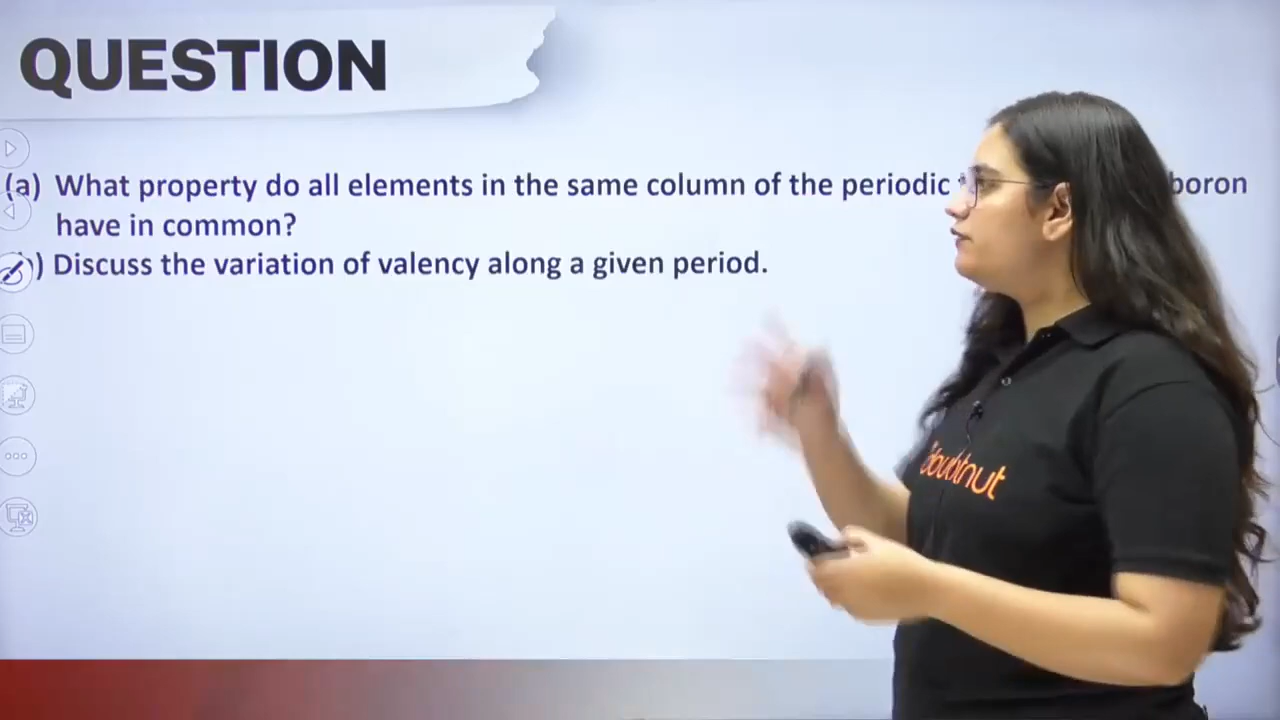 QUESTION
(a) What property do all elements in the same column of the periodic boron
have in common?
) Discuss the variation of valency along a given period.
doubtnut